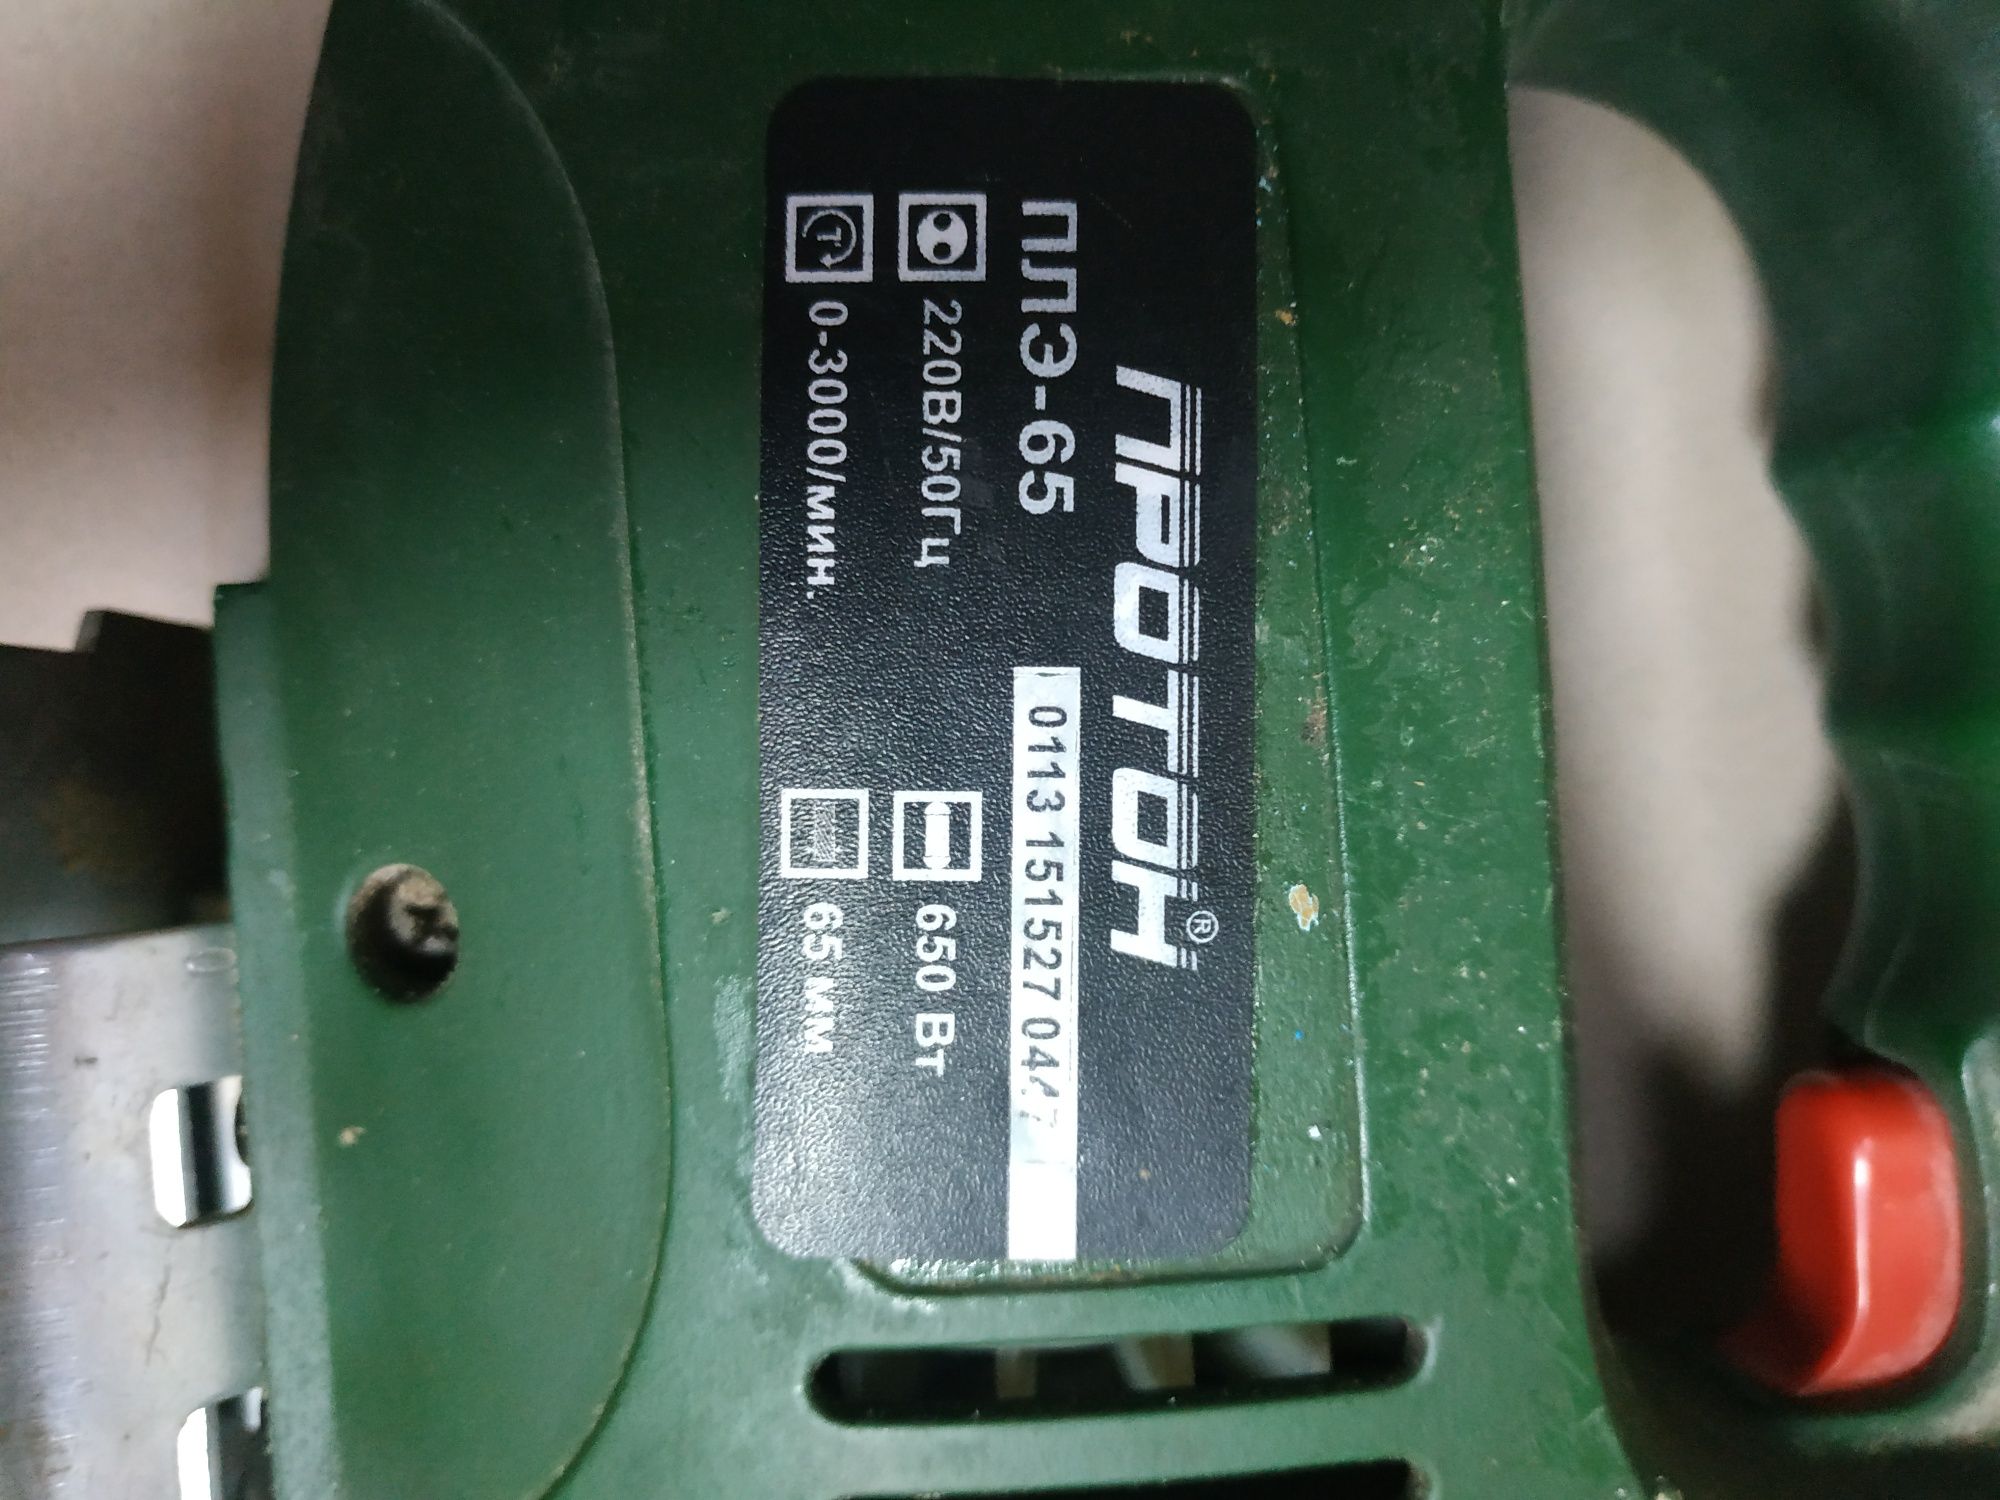 ПРОТОН®
ПЛЭ-65 0113 151527
220В/50Гц 650 Вт
0-3000/мин. 65 мм